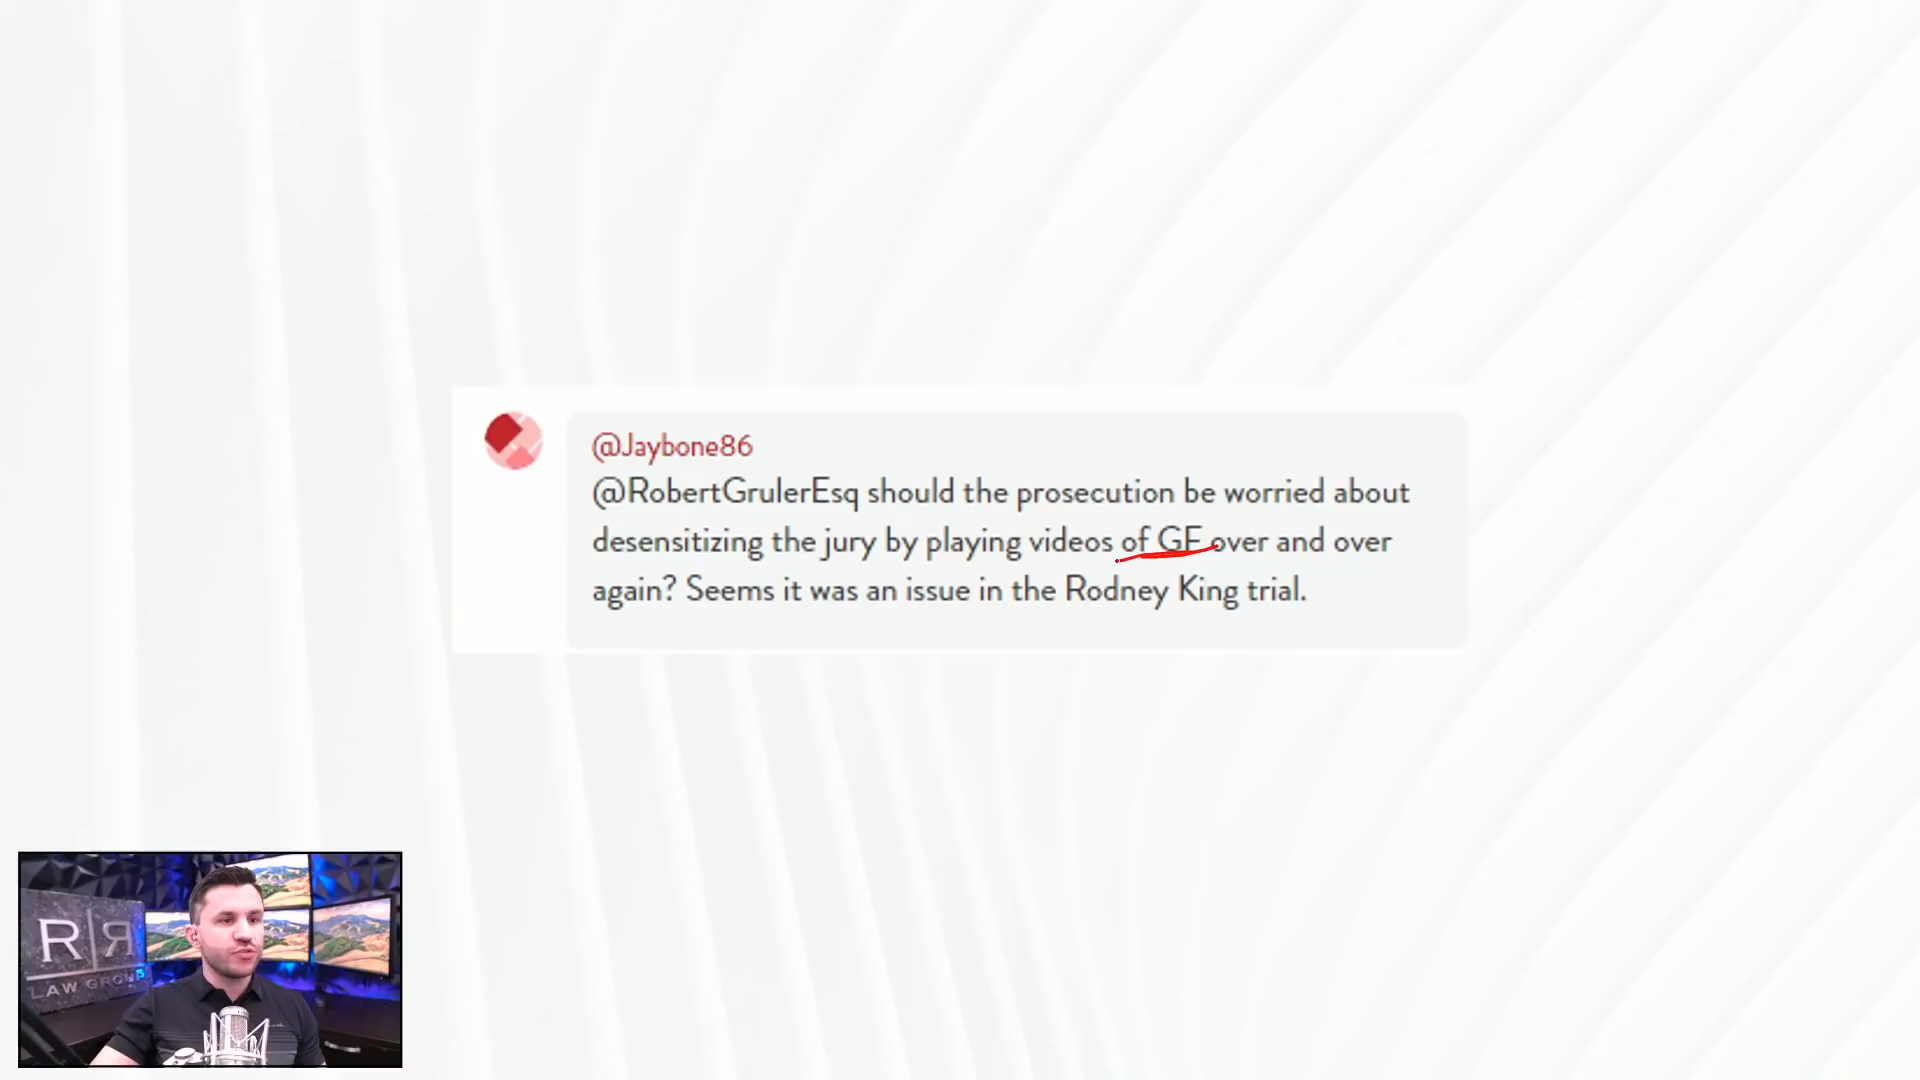 @Jaybone86
@RobertGrulerEsq should the prosecution be worried about
desensitizing the jury by playing videos of GF over and over
again? Seems it was an issue in the Rodney King trial.
R|Я
LAW GROUP